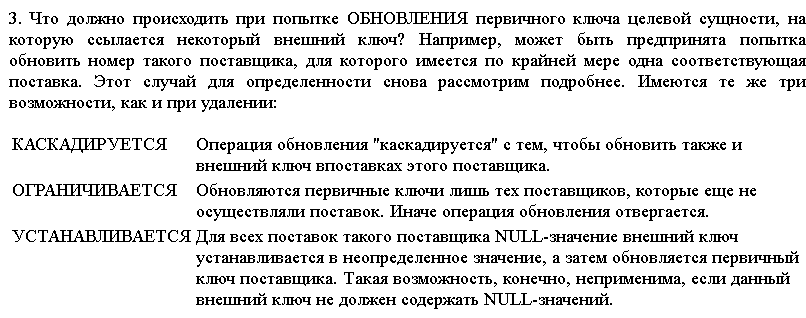 3. Что должно происходить при попытке ОБНОВЛЕНИЯ первичного ключа целевой сущности, на
которую ссылается некоторый внешний ключ? Например, может быть предпринята попытка
обновить номер такого поставщика, для которого имеется по крайней мере одна соответствующая
поставка. Этот случай для определенности снова рассмотрим подробнее. Имеются те же три
возможности, как и при удалении:
КАСКАДИРУЕТСЯ Операция обновления "каскадируется" с тем, чтобы обновить также и
внешний ключ впоставках этого поставщика.
ОГРАНИЧИВАЕТСЯ Обновляются первичные ключи лишь тех поставщиков, которые еще не
осуществляли поставок. Иначе операция обновления отвергается.
УСТАНАВЛИВАЕТСЯ Для всех поставок такого поставщика NULL-значение внешний ключ
устанавливается в неопределенное значение, а затем обновляется первичный
ключ поставщика. Такая возможность, конечно, неприменима, если данный
внешний ключ не должен содержать NULL-значений.